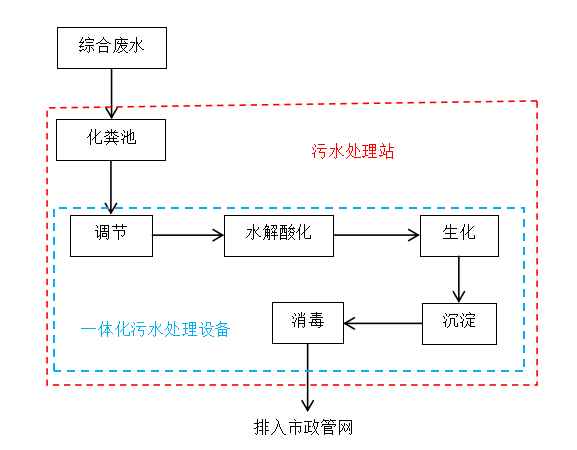 综合废水
化粪池
污水处理站
调节
水解酸化
生化
消毒
沉淀
一体化污水处理设备
排入市政管网